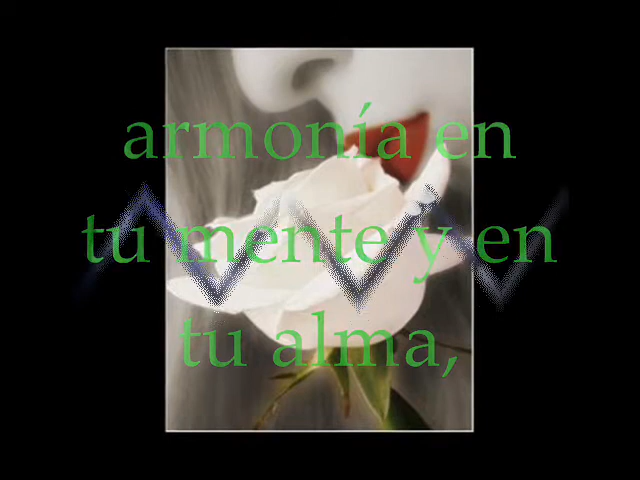 armonía en
tu mente y en
tu alma,